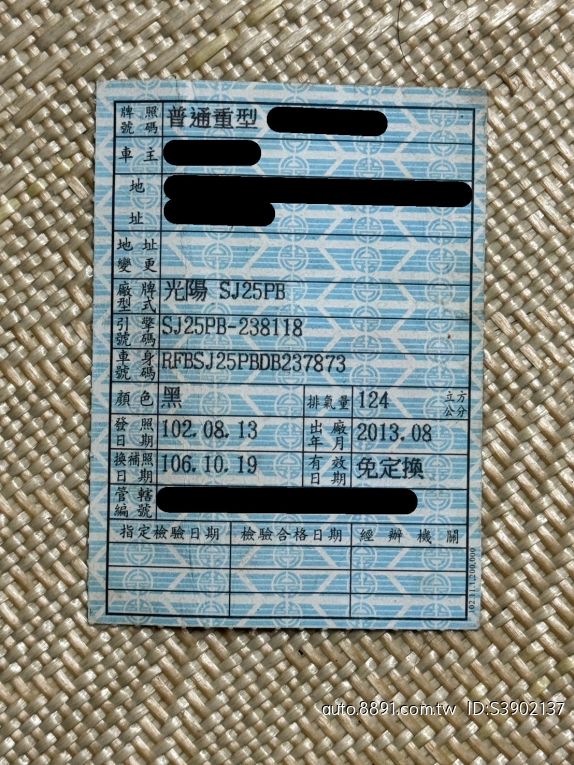 牌照號碼 普通重型
車主
地址
地址變更
廠牌型式 光陽 SJ25PB
引擎號碼 SJ25PB-238118
車身號碼 RFBSJ25PBDB237873
顏色 黑 排氣量 124 立方公分
發照日期 102.08.13 出廠年月 2013.08
換補照日期 106.10.19 有效日期 免定換
管轄編號
指定檢驗日期 檢驗合格日期 經辦機關
102.11.1,200,000
auto.8891.com.tw ID:S3902137